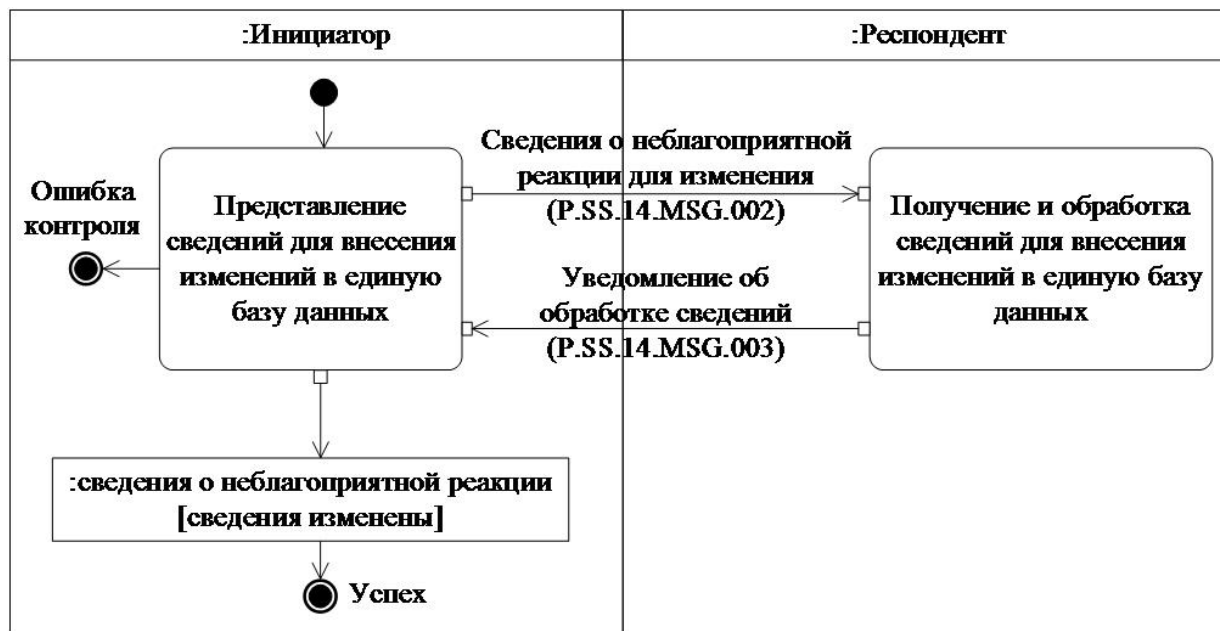 :Инициатор
:Респондент
Ошибка
контроля
Представление
сведений для внесения
изменений в единую
базу данных
Сведения о неблагоприятной
реакции для изменения
(P.SS.14.MSG.002)
Уведомление об
обработке сведений
(P.SS.14.MSG.003)
Получение и обработка
сведений для внесения
изменений в единую базу
данных
:сведения о неблагоприятной реакции
[сведения изменены]
Успех